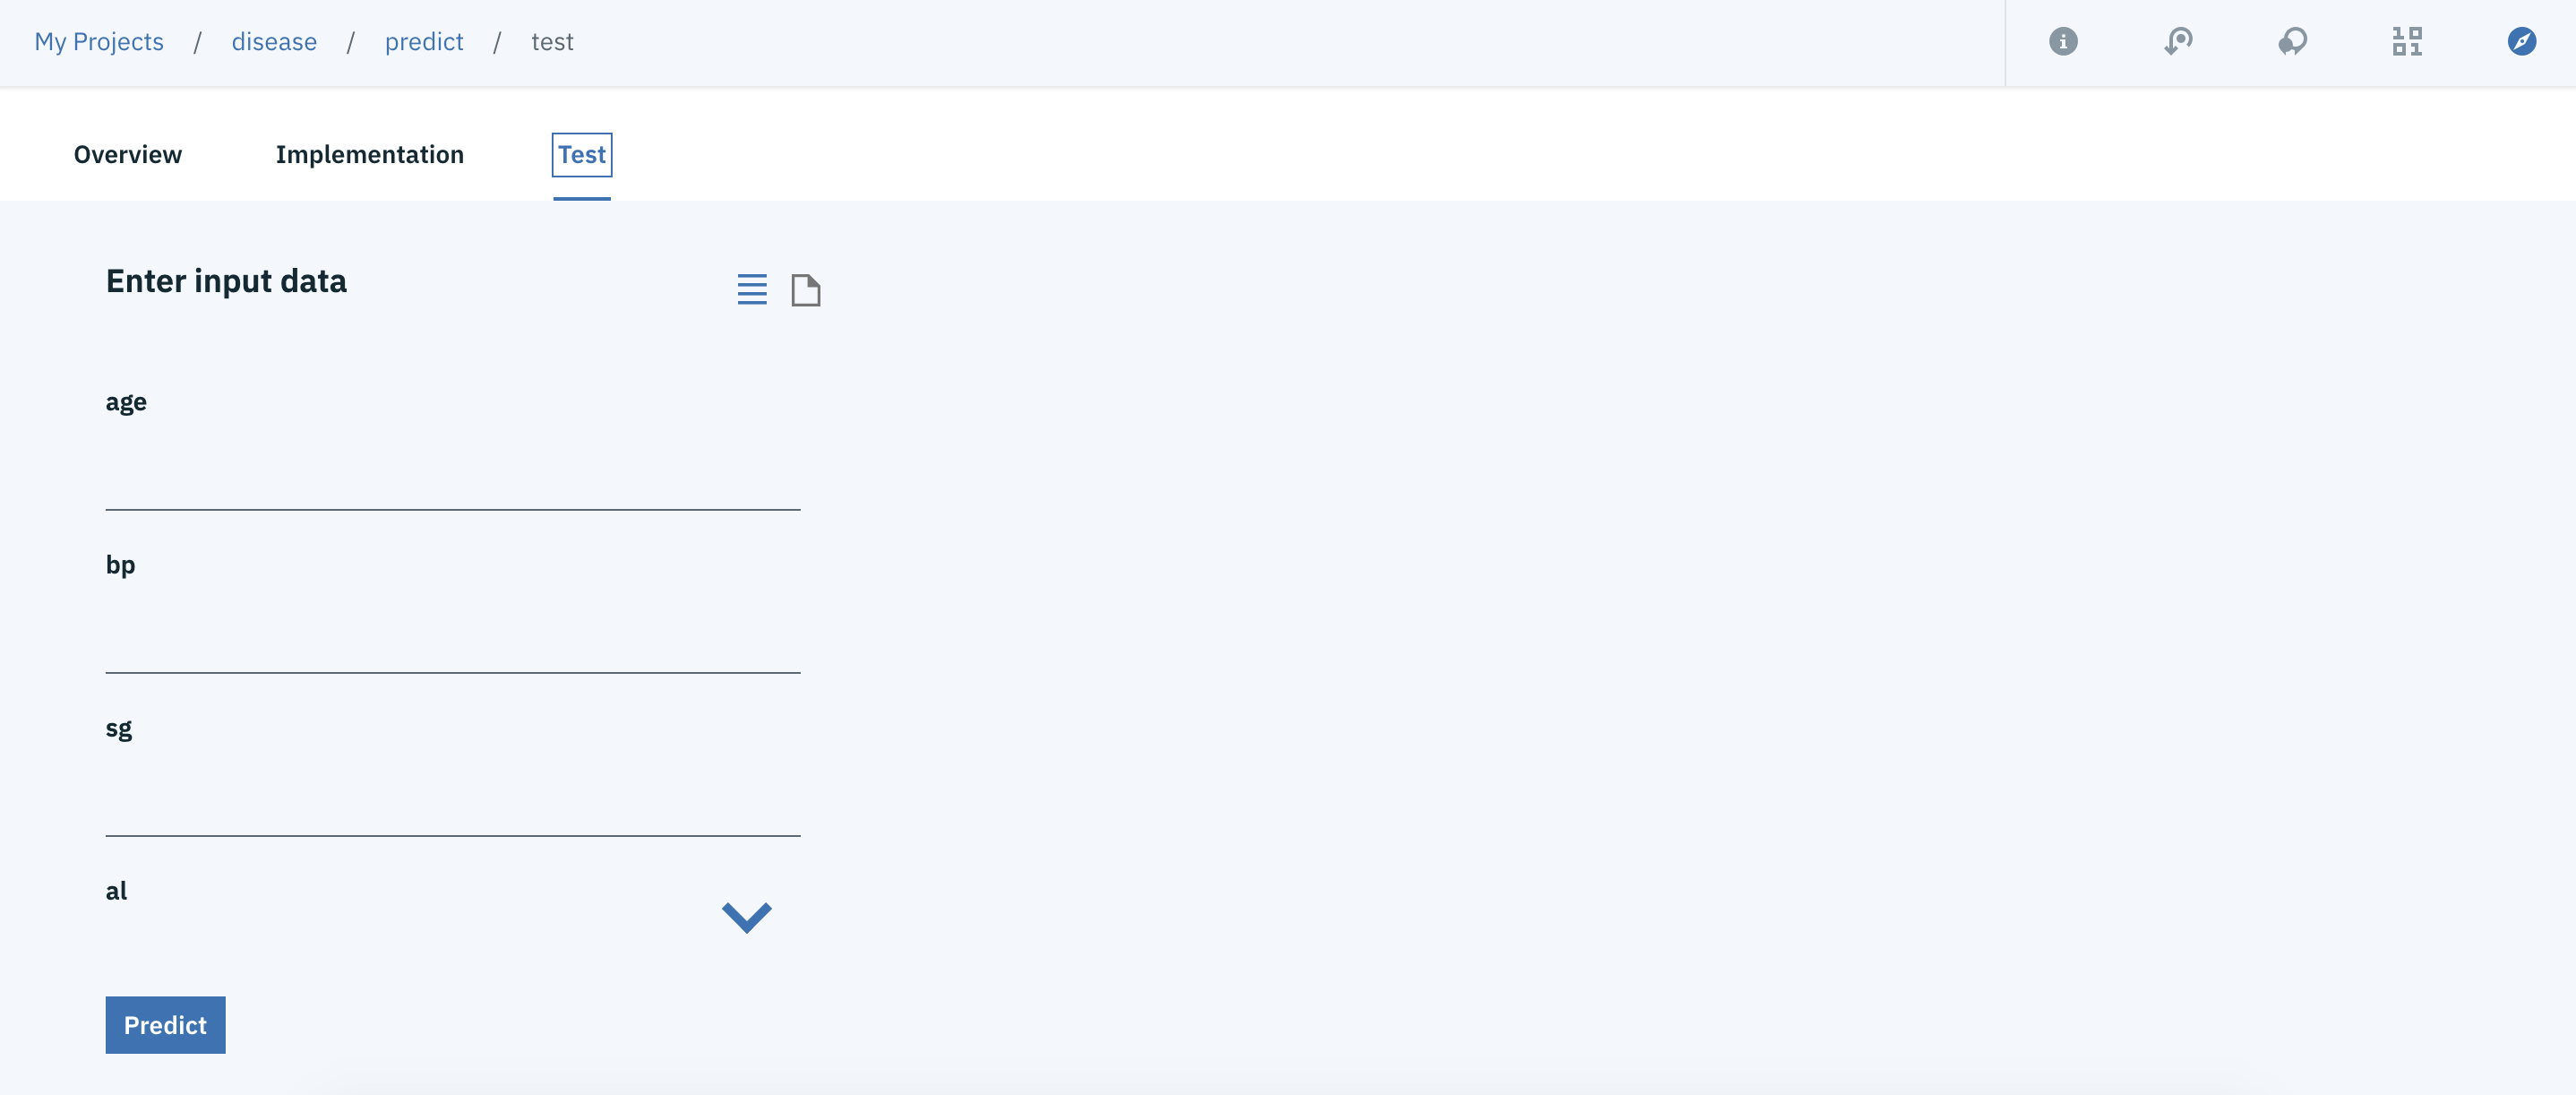 My Projects / disease / predict / test
Overview Implementation Test
Enter input data
age
bp
sg
al
Predict